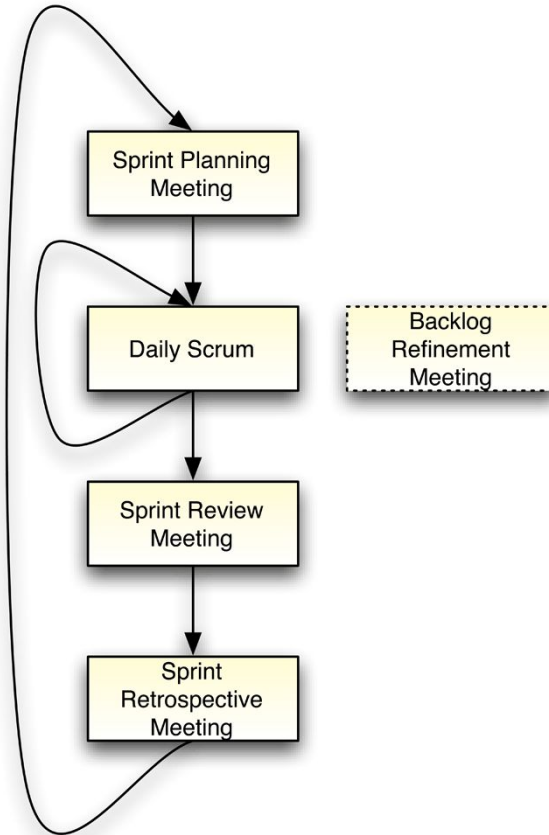 Sprint Planning
Meeting
Daily Scrum
Backlog
Refinement
Meeting
Sprint Review
Meeting
Sprint
Retrospective
Meeting